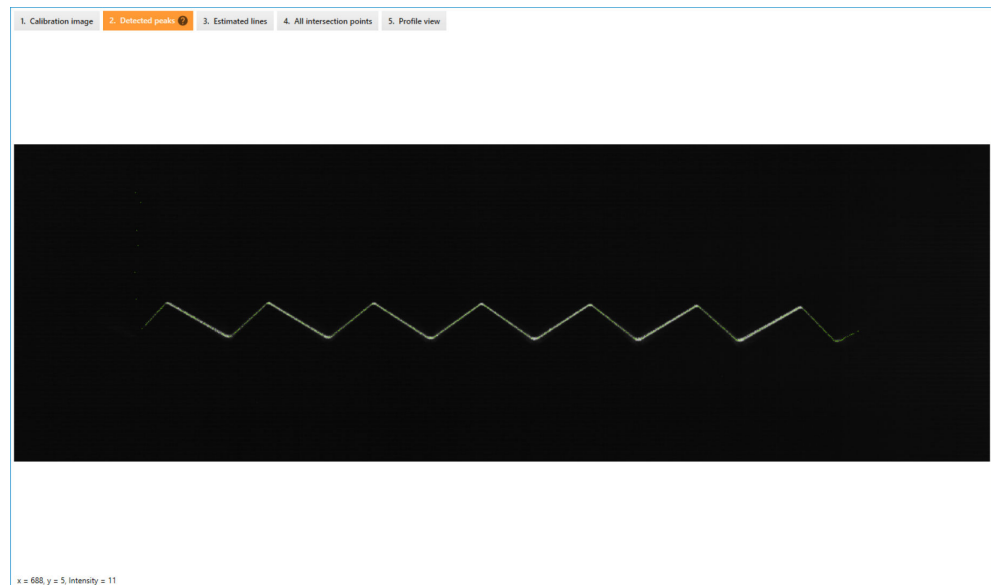 1. Calibration image 2. Detected peaks ? 3. Estimated lines 4. All intersection points 5. Profile view
x = 688, y = 5, Intensity = 11